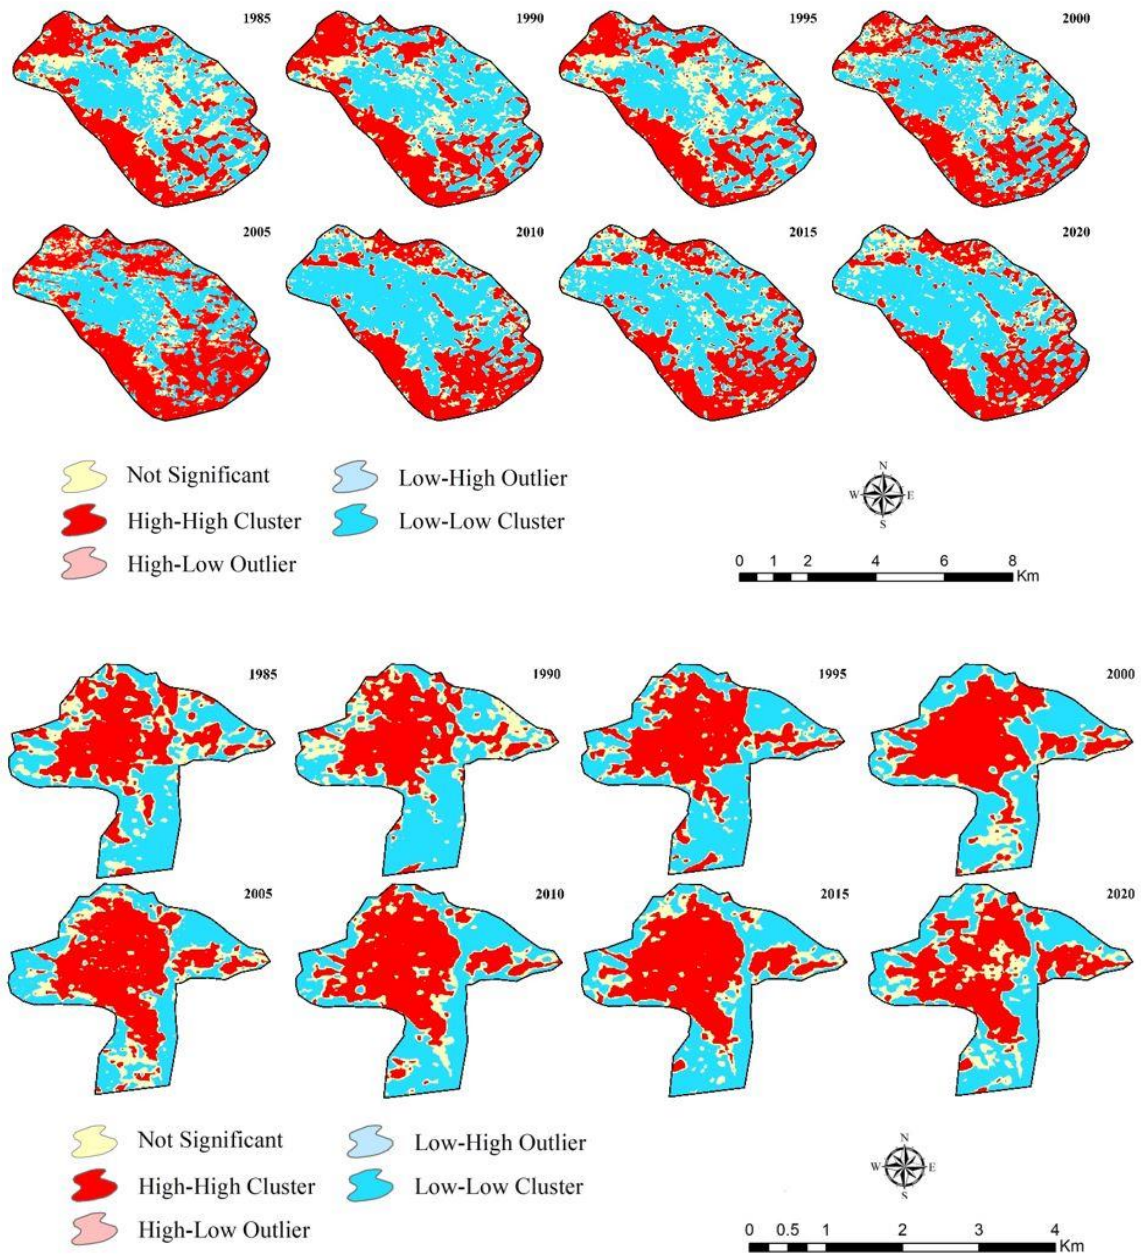 1985 1990 1995 2000
2005 2010 2015 2020
Not Significant Low-High Outlier
High-High Cluster Low-Low Cluster
High-Low Outlier
N
W E
S
0 1 2 4 6 8 Km
1985 1990 1995 2000
2005 2010 2015 2020
Not Significant Low-High Outlier
High-High Cluster Low-Low Cluster
High-Low Outlier
N
W E
S
0 0.5 1 2 3 4
Km